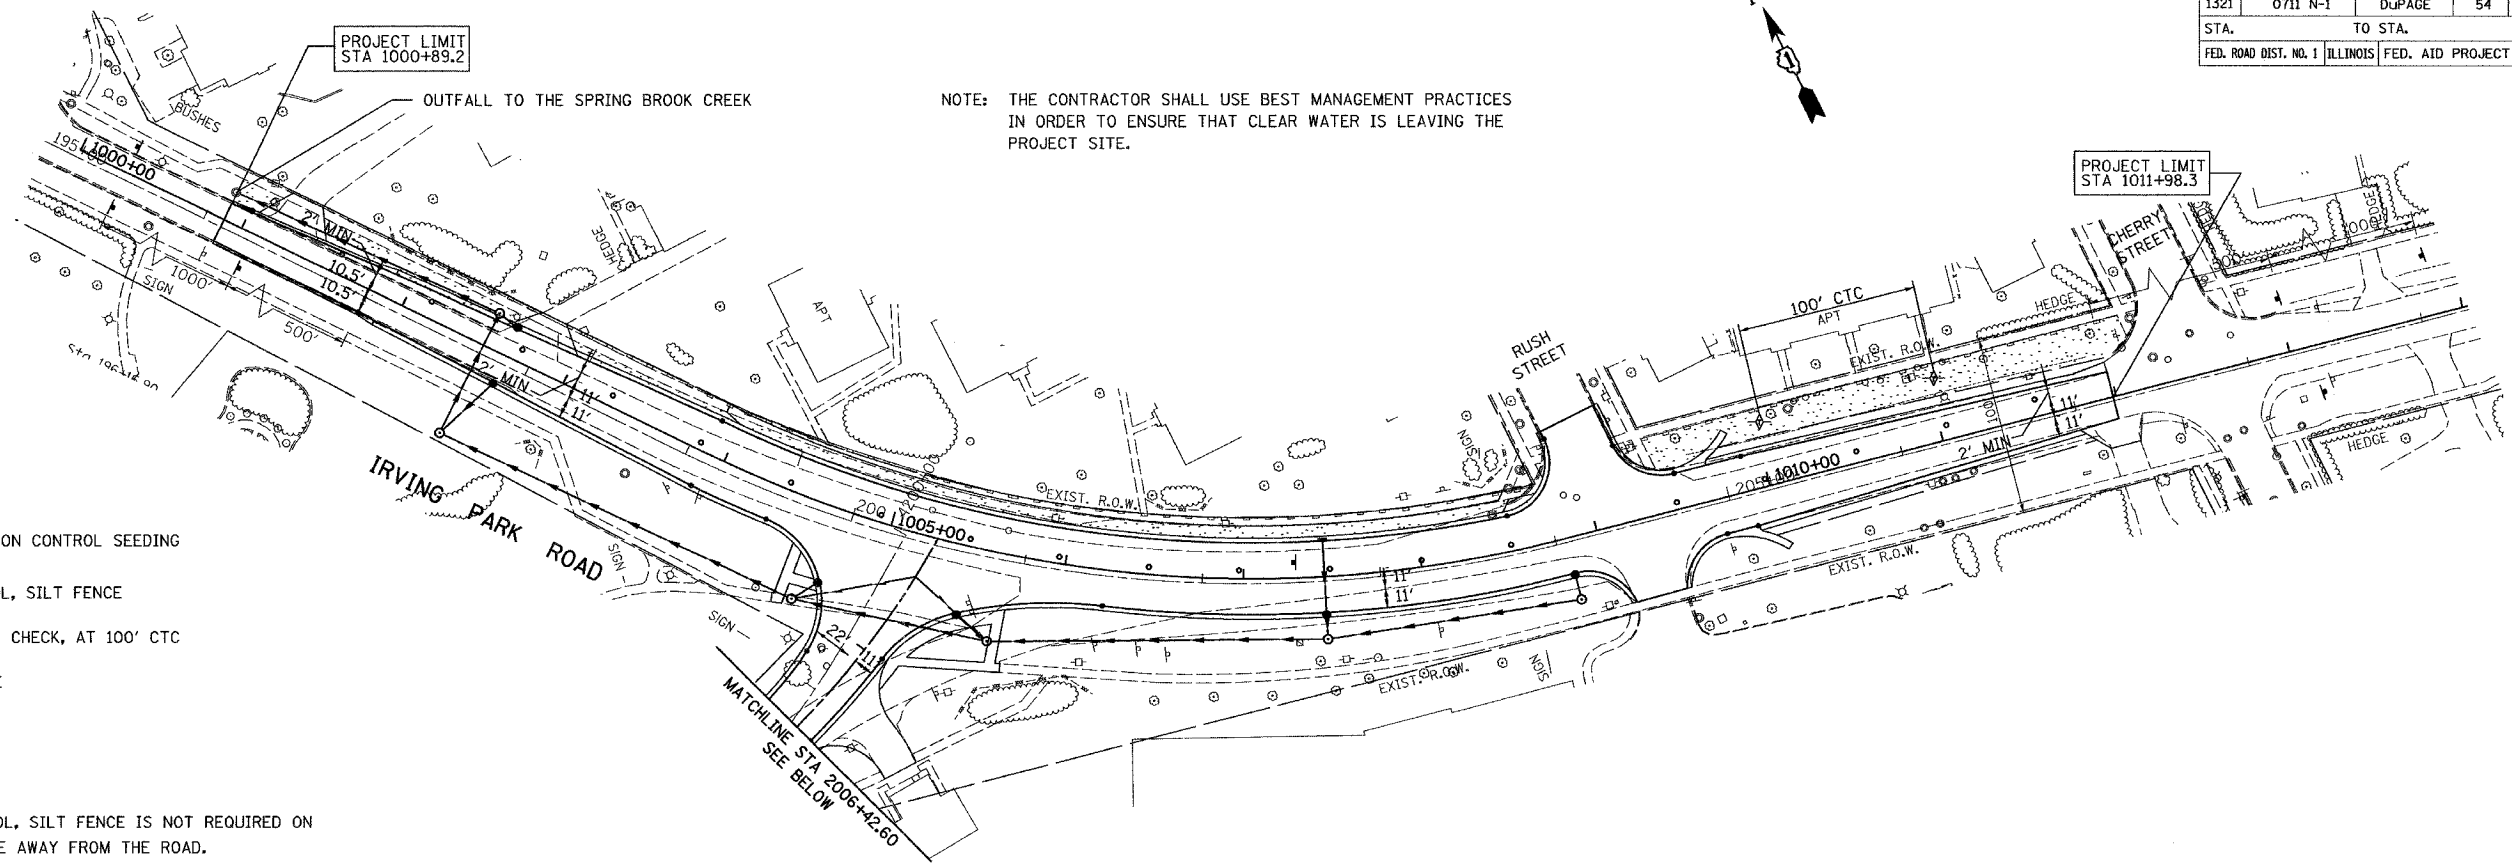 1321 0711 N-1 DuPAGE 54
STA. TO STA.
FED. ROAD DIST. NO. 1 ILLINOIS FED. AID PROJECT
PROJECT LIMIT
STA 1000+89.2
OUTFALL TO THE SPRING BROOK CREEK
NOTE: THE CONTRACTOR SHALL USE BEST MANAGEMENT PRACTICES
IN ORDER TO ENSURE THAT CLEAR WATER IS LEAVING THE
PROJECT SITE.
1
PROJECT LIMIT
STA 1011+98.3
BUSHES
1000+00
2' MIN
10.5'
10.5'
1000'
SIGN
500'
HEDGE
APT
2' MIN
11'
11'
IRVING PARK ROAD
SIGN
SIGN
200
1005+00
EXIST. R.O.W.
SIGN
RUSH
STREET
100' CTC
APT
EXIST. R.O.W.
HEDGE
CHERRY
STREET
11'
11'
2' MIN
1010+00
HEDGE
EXIST. R.O.W.
11'
11'
EXIST. R.O.W.
SIGN
22'
11'
MATCHLINE STA 2006+42.60
SEE BELOW
ON CONTROL SEEDING
L, SILT FENCE
CHECK, AT 100' CTC
OL, SILT FENCE IS NOT REQUIRED ON
E AWAY FROM THE ROAD.